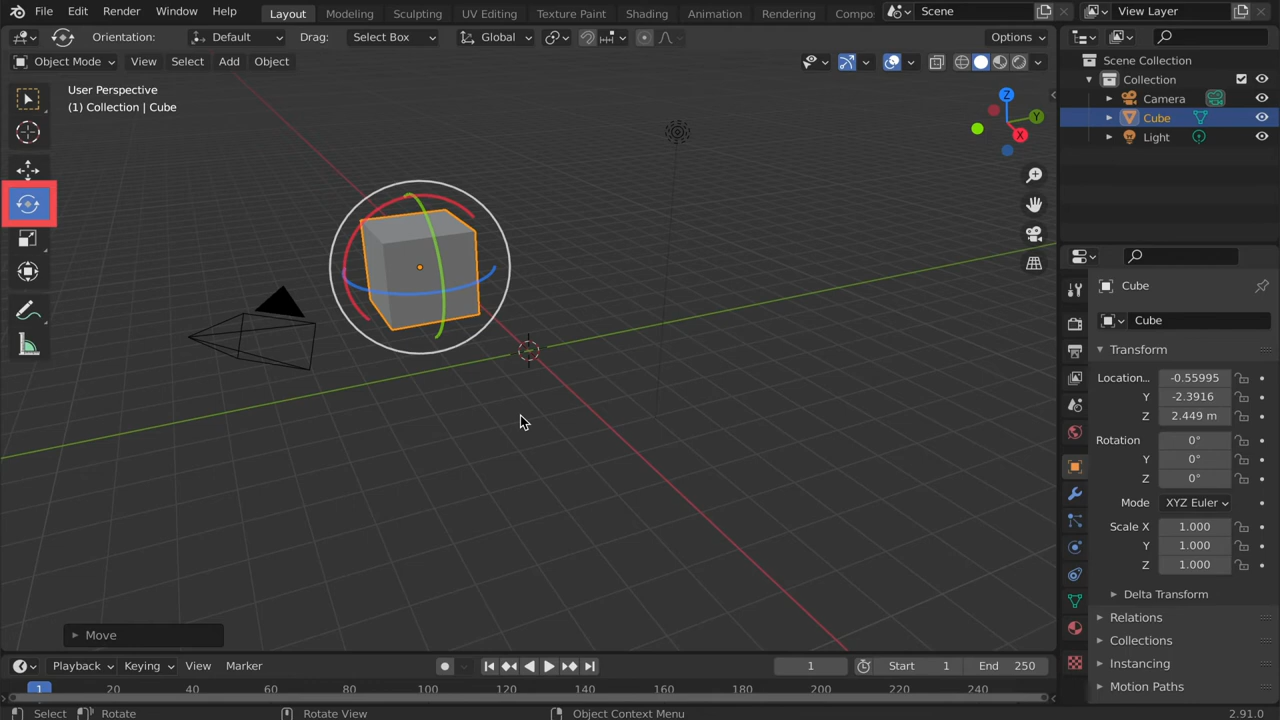 File Edit Render Window Help Layout Modeling Sculpting UV Editing Texture Paint Shading Animation Rendering Compo Scene View Layer
Orientation: Default Drag: Select Box Global Options
Object Mode View Select Add Object
User Perspective
(1) Collection | Cube
Z
Y
X
Move
Playback Keying View Marker 1 Start 1 End 250
1 20 40 60 80 100 120 140 160 180 200 220 240
Select Rotate Rotate View Object Context Menu 2.91.0
Scene Collection
Collection
Camera
Cube
Light
Cube
Cube
Transform
Locatio... -0.55995
Y -2.3916
Z 2.449 m
Rotation 0°
Y 0°
Z 0°
Mode XYZ Euler
Scale X 1.000
Y 1.000
Z 1.000
Delta Transform
Relations
Collections
Instancing
Motion Paths